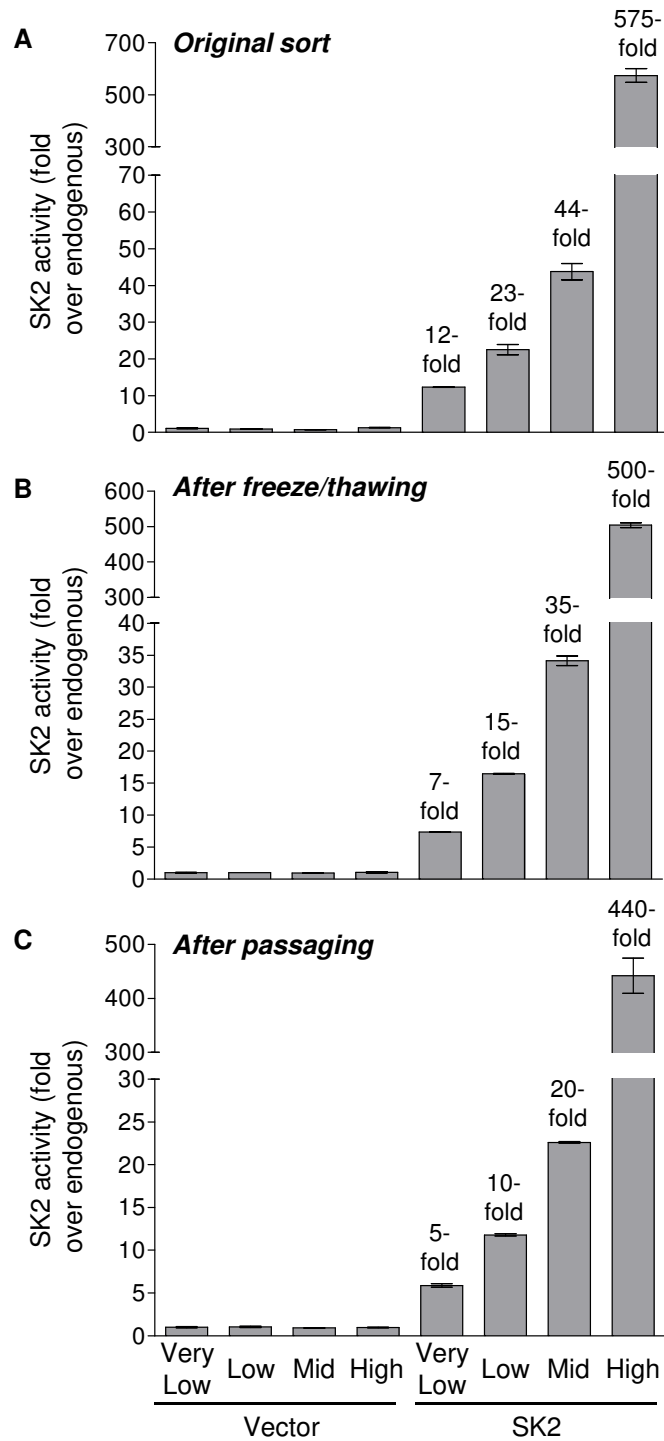 A
Original sort
SK2 activity (fold
over endogenous)
700
500
300
70
60
50
40
30
20
10
0
12-
fold
23-
fold
44-
fold
575-
fold
B
After freeze/thawing
SK2 activity (fold
over endogenous)
600
500
400
300
40
35
30
25
20
15
10
5
0
7-
fold
15-
fold
35-
fold
500-
fold
C
After passaging
SK2 activity (fold
over endogenous)
500
400
300
30
25
20
15
10
5
0
5-
fold
10-
fold
20-
fold
440-
fold
Very
Low
Low
Mid
High
Very
Low
Low
Mid
High
Vector
SK2